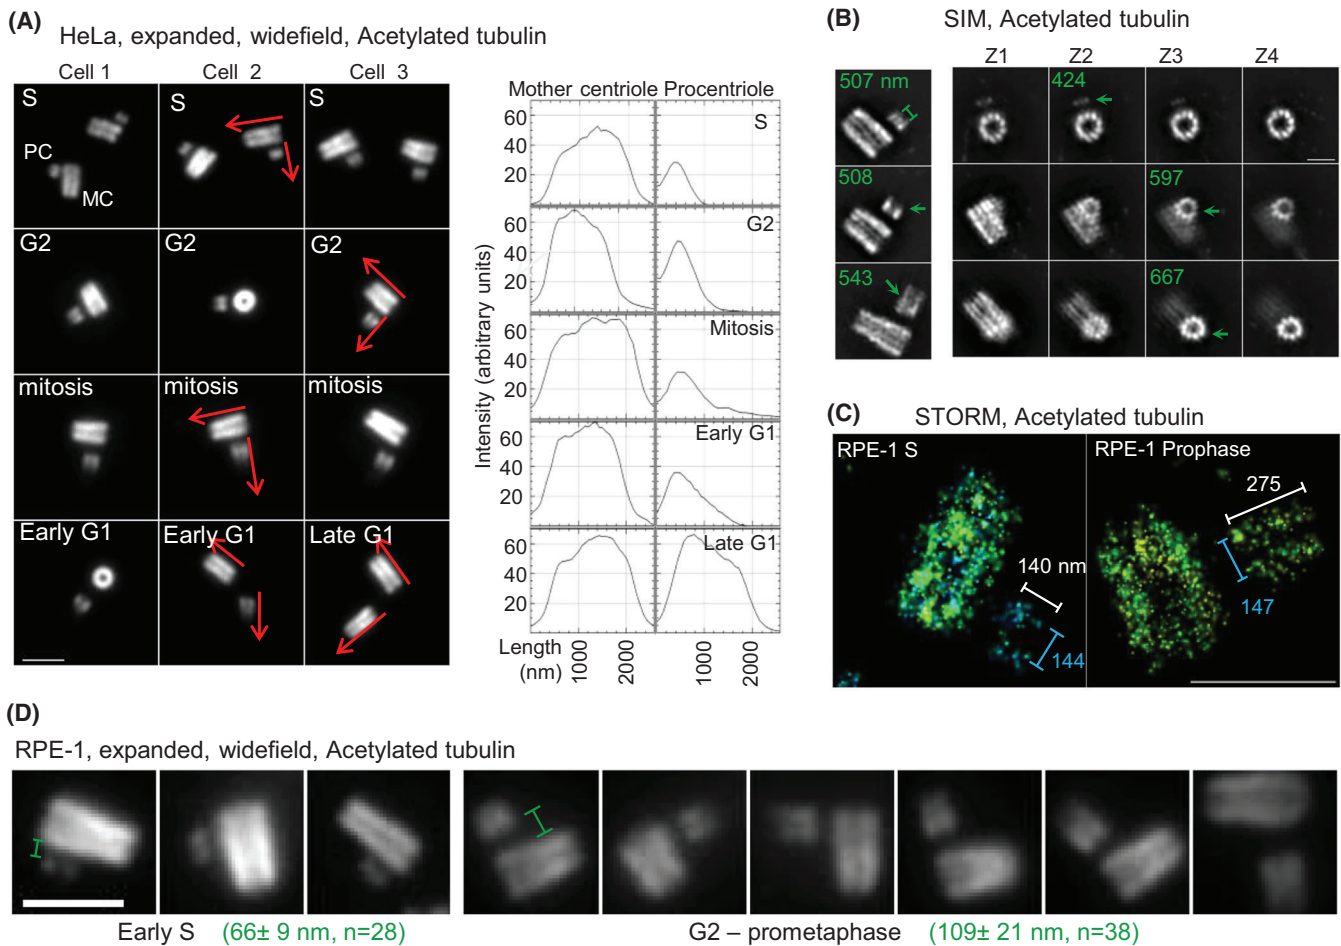 (A)
HeLa, expanded, widefield, Acetylated tubulin
Cell 1 Cell 2 Cell 3
S S S
PC
MC
G2 G2 G2
mitosis mitosis mitosis
Early G1 Early G1 Late G1
Mother centriole Procentriole
60
40
20
S
60
40
20
G2
60
40
20
Mitosis
60
40
20
Early G1
60
40
20
Late G1
Intensity (arbitrary units)
Length
(nm)
1000 2000 1000 2000
(B)
SIM, Acetylated tubulin
Z1 Z2 Z3 Z4
507 nm
424
508
597
543
667
(C)
STORM, Acetylated tubulin
RPE-1 S
140 nm
144
RPE-1 Prophase
275
147
(D)
RPE-1, expanded, widefield, Acetylated tubulin
Early S (66± 9 nm, n=28)
G2 – prometaphase (109± 21 nm, n=38)